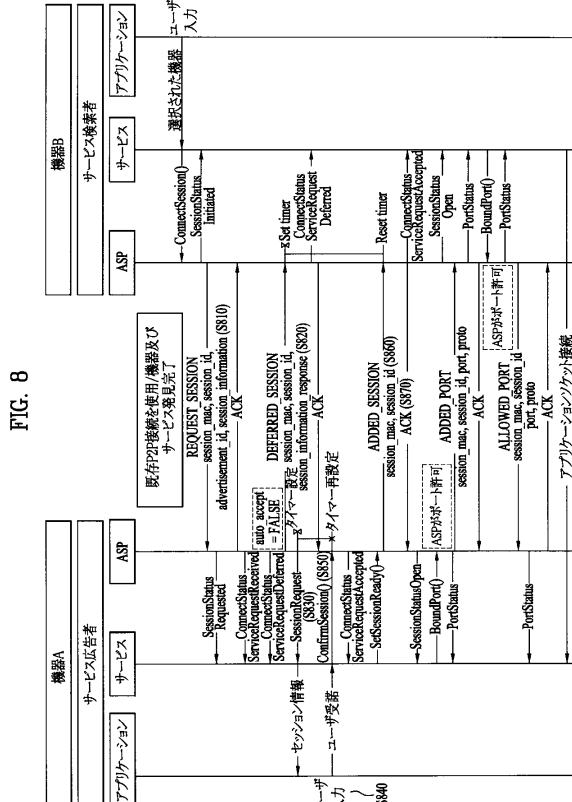 FIG. 8
機器A
サービス広告者
アプリケーション
サービス
ASP
機器B
サービス検索者
ASP
サービス
アプリケーション
既存P2P接続を使用/機器及び
サービス発見完了
ユーザ
入力
選択された機器
ConnectSession()
SessionStatus
Initiated
REQUEST_SESSION
session_mac, session_id,
advertisement_id, session_information (S810)
SessionStatus
Requested
ACK
ConnectStatus
ServiceRequestReceived
auto_accept
= FALSE
ConnectStatus
ServiceRequestDeferred
DEFERRED SESSION
session_mac, session_id,
session_information_response (S820)
Set timer
ConnectStatus
ServiceRequest
Deferred
タイマー設定
SessionRequest
(S830)
セッション情報
ACK
ユーザ
入力
S840
ユーザ受諾
ConfirmSession() (S850)
タイマー再設定
ConnectStatus
ServiceRequestAccepted
ADDED_SESSION
session_mac, session_id (S860)
Reset timer
SetSessionReady()
ACK (S870)
ConnectStatus
ServiceRequestAccepted
SessionStatusOpen
SessionStatus
Open
BoundPort()
ASPがポート許可
PortStatus
ADDED_PORT
session_mac, session_id, port, proto
PortStatus
ACK
BoundPort()
ASPがポート許可
PortStatus
ALLOWED PORT
session_mac, session_id
port, proto
PortStatus
ACK
アプリケーションソケット接続